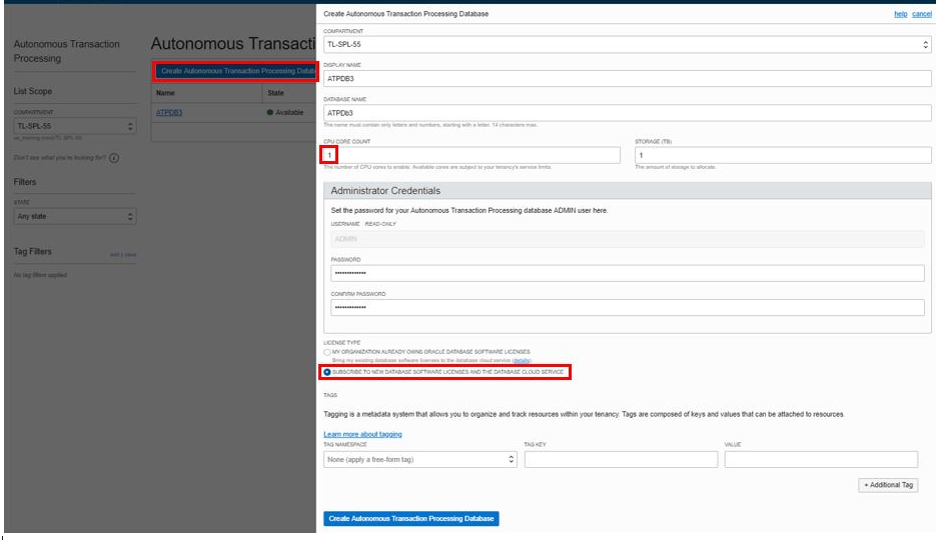 Create Autonomous Transaction Processing Database
help cancel
Autonomous Transaction
Processing
List Scope
COMPARTMENT
TL-SPL-55
Don't see what you're looking for?
Filters
STATE
Any state
Tag Filters
No tag filters applied
Autonomous Transacti
Create Autonomous Transaction Processing Datab
Name State
ATPDB3 Available
COMPARTMENT
TL-SPL-55
DISPLAY NAME
ATPDB3
DATABASE NAME
ATPDb3
The name must contain only letters and numbers, starting with a letter. 14 characters max.
CPU CORE COUNT
1
The number of CPU cores to enable. Available cores are subject to your tenancy's service limits.
STORAGE (TB)
1
The amount of storage to allocate.
Administrator Credentials
Set the password for your Autonomous Transaction Processing database ADMIN user here.
USERNAME READ-ONLY
ADMIN
PASSWORD
•••••••••••••
CONFIRM PASSWORD
•••••••••••••
LICENSE TYPE
MY ORGANIZATION ALREADY OWNS ORACLE DATABASE SOFTWARE LICENSES
Bring my existing database software licenses to the database cloud service (details).
SUBSCRIBE TO NEW DATABASE SOFTWARE LICENSES AND THE DATABASE CLOUD SERVICE
TAGS
Tagging is a metadata system that allows you to organize and track resources within your tenancy. Tags are composed of keys and values that can be attached to resources.
Learn more about tagging
TAG NAMESPACE
None (apply a free-form tag)
TAG KEY
VALUE
+ Additional Tag
Create Autonomous Transaction Processing Database